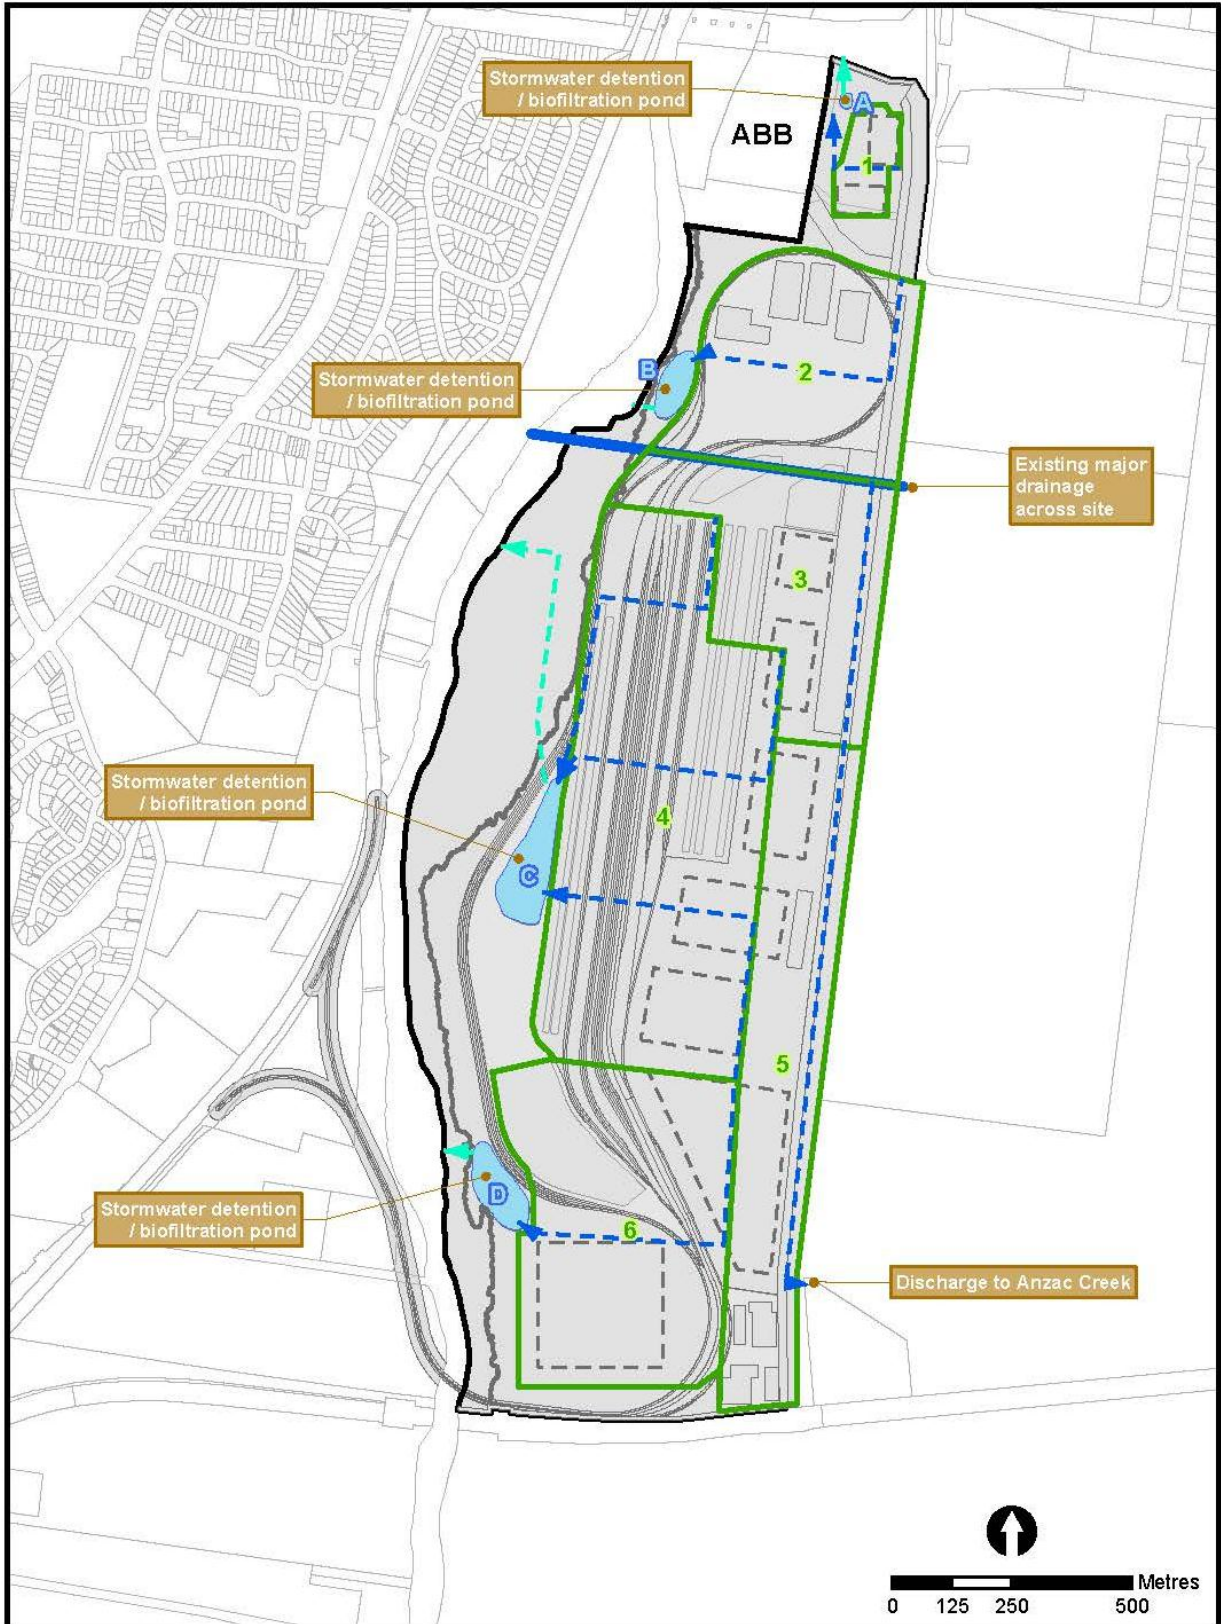 Stormwater detention
/ biofiltration pond
A
ABB
1
B
2
Stormwater detention
/ biofiltration pond
Existing major
drainage
across site
3
Stormwater detention
/ biofiltration pond
4
C
5
Stormwater detention
/ biofiltration pond
D
6
Discharge to Anzac Creek
Metres
0 125 250 500